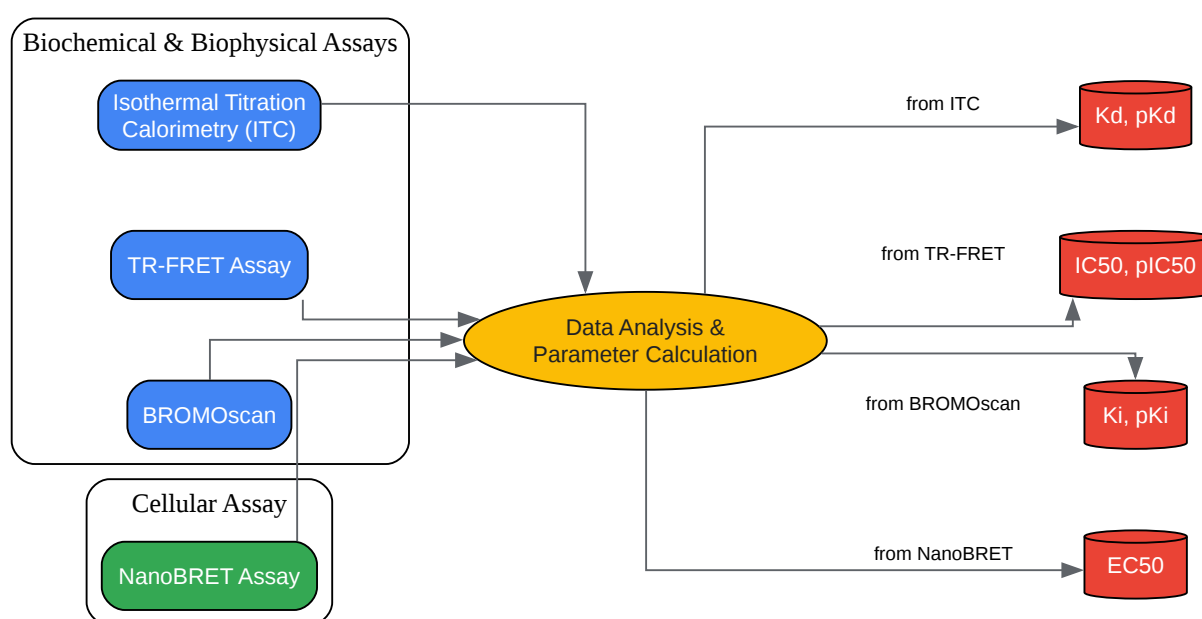 Biochemical & Biophysical Assays
Isothermal Titration
Calorimetry (ITC)
from ITC
Kd, pKd
TR-FRET Assay
from TR-FRET
IC50, pIC50
Data Analysis &
Parameter Calculation
BROMOscan
from BROMOscan
Ki, pKi
Cellular Assay
NanoBRET Assay
from NanoBRET
EC50